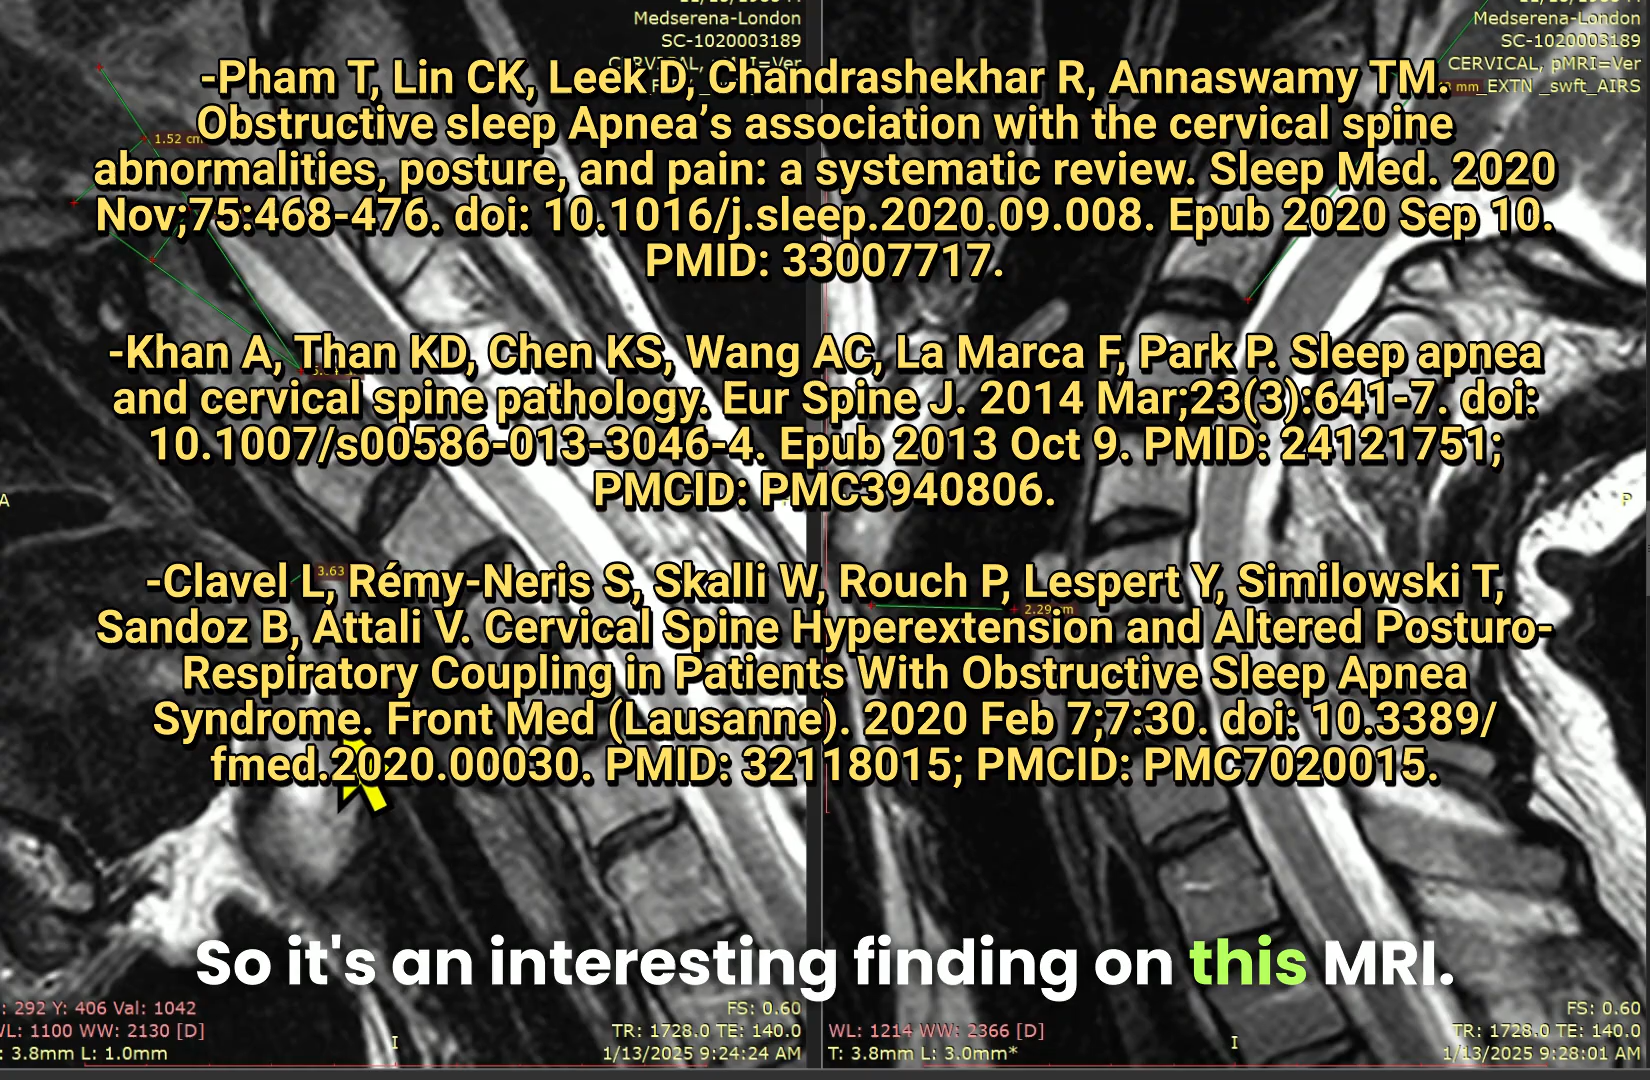 Medserena-London
SC-1020003189
CERVICAL, pMRI=Ver
Medserena-London
SC-1020003189
CERVICAL, pMRI=Ver
_EXTN _swft_AIRS
-Pham T, Lin CK, Leek D, Chandrashekhar R, Annaswamy TM.
Obstructive sleep Apnea’s association with the cervical spine
abnormalities, posture, and pain: a systematic review. Sleep Med. 2020
Nov;75:468-476. doi: 10.1016/j.sleep.2020.09.008. Epub 2020 Sep 10.
PMID: 33007717.
1.52 cm
-Khan A, Than KD, Chen KS, Wang AC, La Marca F, Park P. Sleep apnea
and cervical spine pathology. Eur Spine J. 2014 Mar;23(3):641-7. doi:
10.1007/s00586-013-3046-4. Epub 2013 Oct 9. PMID: 24121751;
PMCID: PMC3940806.
A
P
-Clavel L, Rémy-Neris S, Skalli W, Rouch P, Lespert Y, Similowski T,
Sandoz B, Attali V. Cervical Spine Hyperextension and Altered Posturo-
Respiratory Coupling in Patients With Obstructive Sleep Apnea
Syndrome. Front Med (Lausanne). 2020 Feb 7;7:30. doi: 10.3389/
fmed.2020.00030. PMID: 32118015; PMCID: PMC7020015.
3.63
2.29 cm
So it's an interesting finding on this MRI.
: 292 Y: 406 Val: 1042
WL: 1100 WW: 2130 [D]
: 3.8mm L: 1.0mm
I
FS: 0.60
TR: 1728.0 TE: 140.0
1/13/2025 9:24:24 AM
WL: 1214 WW: 2366 [D]
T: 3.8mm L: 3.0mm*
I
FS: 0.60
TR: 1728.0 TE: 140.0
1/13/2025 9:28:01 AM